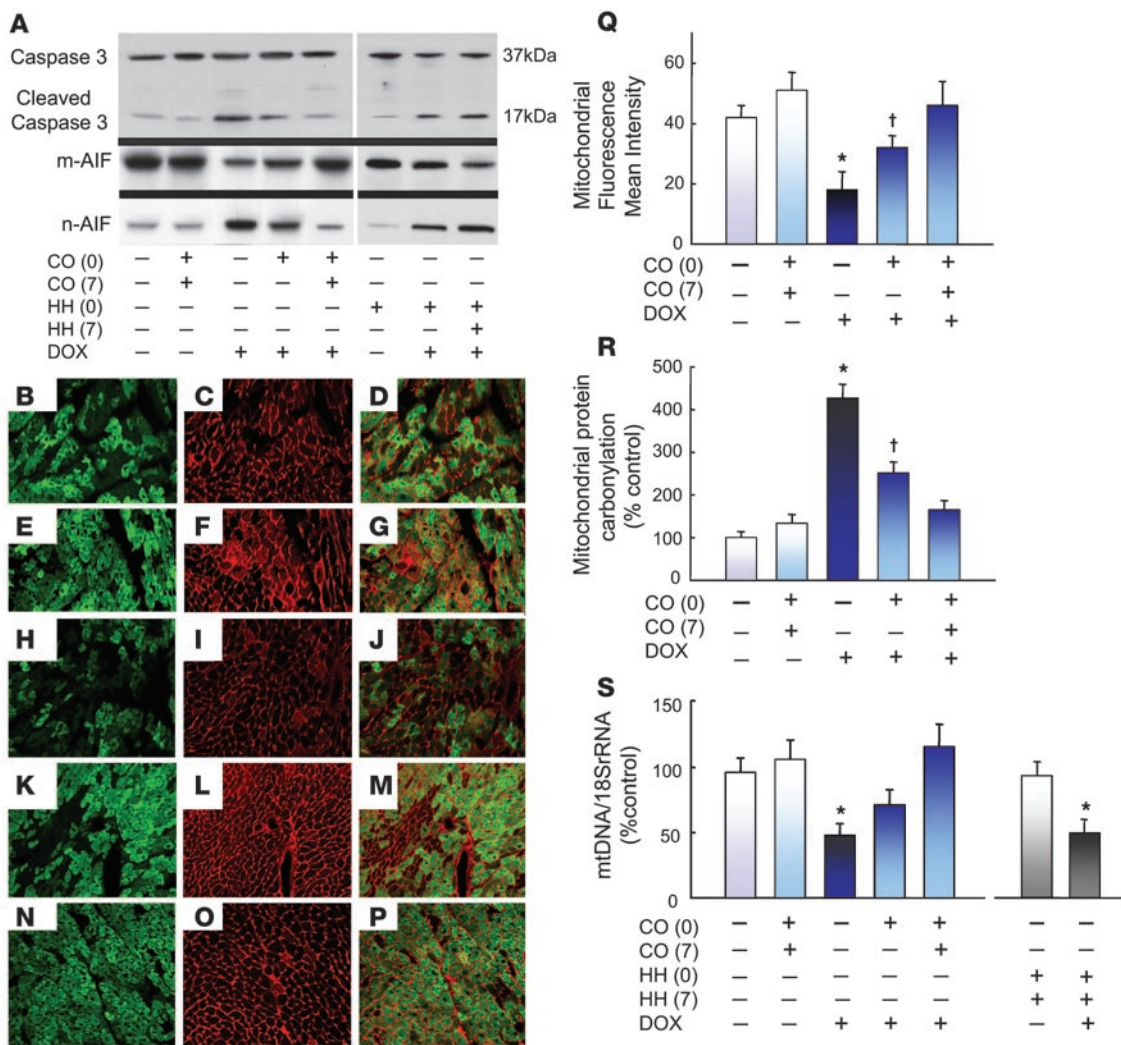 A
Caspase 3
37kDa
Cleaved
Caspase 3
17kDa
m-AIF
n-AIF
CO (0) – + – + + – – –
CO (7) – + – – + – – –
HH (0) – – – – – + + +
HH (7) – – – – – – – +
DOX – – + + + – + +
B C D
E F G
H I J
K L M
N O P
Q
Mitochondrial
Fluorescence
Mean Intensity
60
40
20
0
*
†
CO (0) – + – + +
CO (7) + +
DOX – – + + +
R
Mitochondrial protein
carbonylation
(% control)
500
400
300
200
100
0
*
†
CO (0) – + – + +
CO (7) + +
DOX – – + + +
S
mtDNA/18SrRNA
(%control)
150
100
50
0
*
*
CO (0) – + – + + – –
CO (7) – + – – + – –
HH (0) – – – – – + +
HH (7) – – – – – + +
DOX – – + + + – +